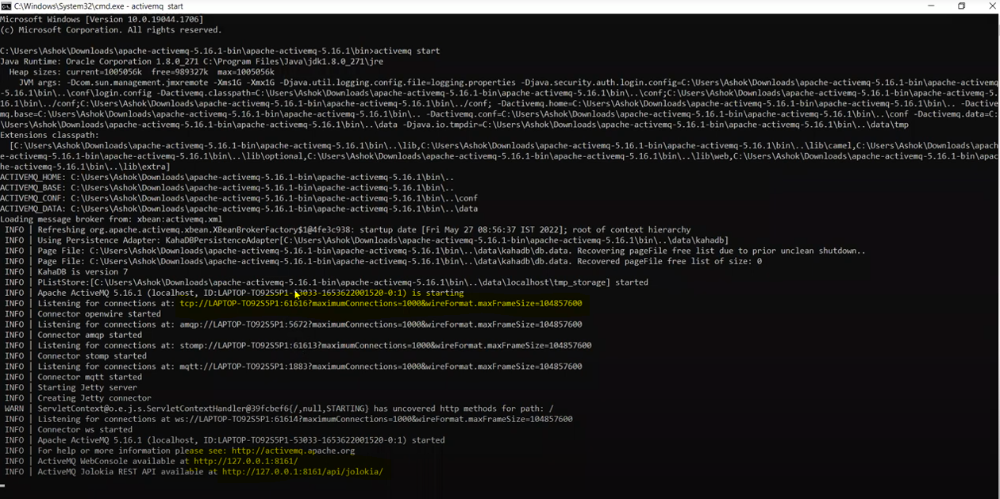 C:\Windows\System32\cmd.exe - activemq  start
Microsoft Windows [Version 10.0.19044.1706]
(c) Microsoft Corporation. All rights reserved.
C:\Users\Ashok\Downloads\apache-activemq-5.16.1-bin\apache-activemq-5.16.1\bin>activemq start
Java Runtime: Oracle Corporation 1.8.0_271 C:\Program Files\Java\jdk1.8.0_271\jre
Heap sizes: current=1005056k  free=989327k  max=1005056k
JVM args: -Dcom.sun.management.jmxremote -Xms1G -Xmx1G -Djava.util.logging.config.file=logging.properties -Djava.security.auth.login.config=C:\Users\Ashok\Downloads\apache-activemq-5.16.1-bin\apache-activemq
-5.16.1\bin\..\conf\login.config -Dactivemq.classpath=C:\Users\Ashok\Downloads\apache-activemq-5.16.1-bin\apache-activemq-5.16.1\bin\..\conf;C:\Users\Ashok\Downloads\apache-activemq-5.16.1-bin\apache-activemq-5.
16.1\bin\../conf;C:\Users\Ashok\Downloads\apache-activemq-5.16.1-bin\apache-activemq-5.16.1\bin\../conf; -Dactivemq.home=C:\Users\Ashok\Downloads\apache-activemq-5.16.1-bin\apache-activemq-5.16.1\bin\.. -Dactive
mq.base=C:\Users\Ashok\Downloads\apache-activemq-5.16.1-bin\apache-activemq-5.16.1\bin\.. -Dactivemq.conf=C:\Users\Ashok\Downloads\apache-activemq-5.16.1-bin\apache-activemq-5.16.1\bin\..\conf -Dactivemq.data=C:
\Users\Ashok\Downloads\apache-activemq-5.16.1-bin\apache-activemq-5.16.1\bin\..\data -Djava.io.tmpdir=C:\Users\Ashok\Downloads\apache-activemq-5.16.1-bin\apache-activemq-5.16.1\bin\..\data\tmp
Extensions classpath:
[C:\Users\Ashok\Downloads\apache-activemq-5.16.1-bin\apache-activemq-5.16.1\bin\..\lib,C:\Users\Ashok\Downloads\apache-activemq-5.16.1-bin\apache-activemq-5.16.1\bin\..\lib\camel,C:\Users\Ashok\Downloads\apach
e-activemq-5.16.1-bin\apache-activemq-5.16.1\bin\..\lib\optional,C:\Users\Ashok\Downloads\apache-activemq-5.16.1-bin\apache-activemq-5.16.1\bin\..\lib\web,C:\Users\Ashok\Downloads\apache-activemq-5.16.1-bin\apac
he-activemq-5.16.1\bin\..\lib\extra]
ACTIVEMQ_HOME: C:\Users\Ashok\Downloads\apache-activemq-5.16.1-bin\apache-activemq-5.16.1\bin\..
ACTIVEMQ_BASE: C:\Users\Ashok\Downloads\apache-activemq-5.16.1-bin\apache-activemq-5.16.1\bin\..
ACTIVEMQ_CONF: C:\Users\Ashok\Downloads\apache-activemq-5.16.1-bin\apache-activemq-5.16.1\bin\..\conf
ACTIVEMQ_DATA: C:\Users\Ashok\Downloads\apache-activemq-5.16.1-bin\apache-activemq-5.16.1\bin\..\data
Loading message broker from: xbean:activemq.xml
INFO | Refreshing org.apache.activemq.xbean.XBeanBrokerFactory$1@4fe3c938: startup date [Fri May 27 08:56:37 IST 2022]; root of context hierarchy
INFO | Using Persistence Adapter: KahaDBPersistenceAdapter[C:\Users\Ashok\Downloads\apache-activemq-5.16.1-bin\apache-activemq-5.16.1\bin\..\data\kahadb]
INFO | Page File: C:\Users\Ashok\Downloads\apache-activemq-5.16.1-bin\apache-activemq-5.16.1\bin\..\data\kahadb\db.data. Recovering pageFile free list due to prior unclean shutdown..
INFO | Page File: C:\Users\Ashok\Downloads\apache-activemq-5.16.1-bin\apache-activemq-5.16.1\bin\..\data\kahadb\db.data. Recovered pageFile free list of size: 0
INFO | KahaDB is version 7
INFO | PListStore:[C:\Users\Ashok\Downloads\apache-activemq-5.16.1-bin\apache-activemq-5.16.1\bin\..\data\localhost\tmp_storage] started
INFO | Apache ActiveMQ 5.16.1 (localhost, ID:LAPTOP-TO92S5P1-53033-1653622001520-0:1) is starting
INFO | Listening for connections at: tcp://LAPTOP-TO92S5P1:61616?maximumConnections=1000&wireFormat.maxFrameSize=104857600
INFO | Connector openwire started
INFO | Listening for connections at: amqp://LAPTOP-TO92S5P1:5672?maximumConnections=1000&wireFormat.maxFrameSize=104857600
INFO | Connector amqp started
INFO | Listening for connections at: stomp://LAPTOP-TO92S5P1:61613?maximumConnections=1000&wireFormat.maxFrameSize=104857600
INFO | Connector stomp started
INFO | Listening for connections at: mqtt://LAPTOP-TO92S5P1:1883?maximumConnections=1000&wireFormat.maxFrameSize=104857600
INFO | Connector mqtt started
INFO | Starting Jetty server
INFO | Creating Jetty connector
WARN | ServletContext@o.e.j.s.ServletContextHandler@39fcbef6{/,null,STARTING} has uncovered http methods for path: /
INFO | Listening for connections at ws://LAPTOP-TO92S5P1:61614?maximumConnections=1000&wireFormat.maxFrameSize=104857600
INFO | Connector ws started
INFO | Apache ActiveMQ 5.16.1 (localhost, ID:LAPTOP-TO92S5P1-53033-1653622001520-0:1) started
INFO | For help or more information please see: http://activemq.apache.org
INFO | ActiveMQ WebConsole available at http://127.0.0.1:8161/
INFO | ActiveMQ Jolokia REST API available at http://127.0.0.1:8161/api/jolokia/